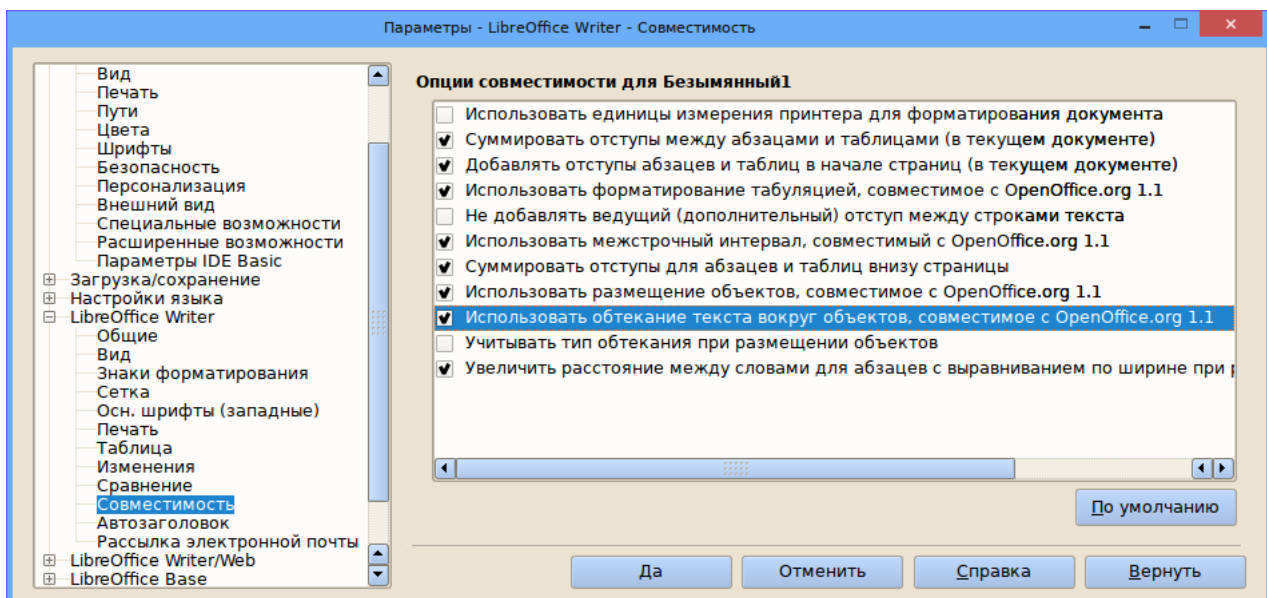 Параметры - LibreOffice Writer - Совместимость
Вид
Печать
Пути
Цвета
Шрифты
Безопасность
Персонализация
Внешний вид
Специальные возможности
Расширенные возможности
Параметры IDE Basic
Загрузка/сохранение
Настройки языка
LibreOffice Writer
Общие
Вид
Знаки форматирования
Сетка
Осн. шрифты (западные)
Печать
Таблица
Изменения
Сравнение
Совместимость
Автозаголовок
Рассылка электронной почты
LibreOffice Writer/Web
LibreOffice Base
Опции совместимости для Безымянный1
Использовать единицы измерения принтера для форматирования документа
Суммировать отступы между абзацами и таблицами (в текущем документе)
Добавлять отступы абзацев и таблиц в начале страниц (в текущем документе)
Использовать форматирование табуляцией, совместимое с OpenOffice.org 1.1
Не добавлять ведущий (дополнительный) отступ между строками текста
Использовать межстрочный интервал, совместимый с OpenOffice.org 1.1
Суммировать отступы для абзацев и таблиц внизу страницы
Использовать размещение объектов, совместимое с OpenOffice.org 1.1
Использовать обтекание текста вокруг объектов, совместимое с OpenOffice.org 1.1
Учитывать тип обтекания при размещении объектов
Увеличить расстояние между словами для абзацев с выравниванием по ширине при
По умолчанию
Да
Отменить
Справка
Вернуть